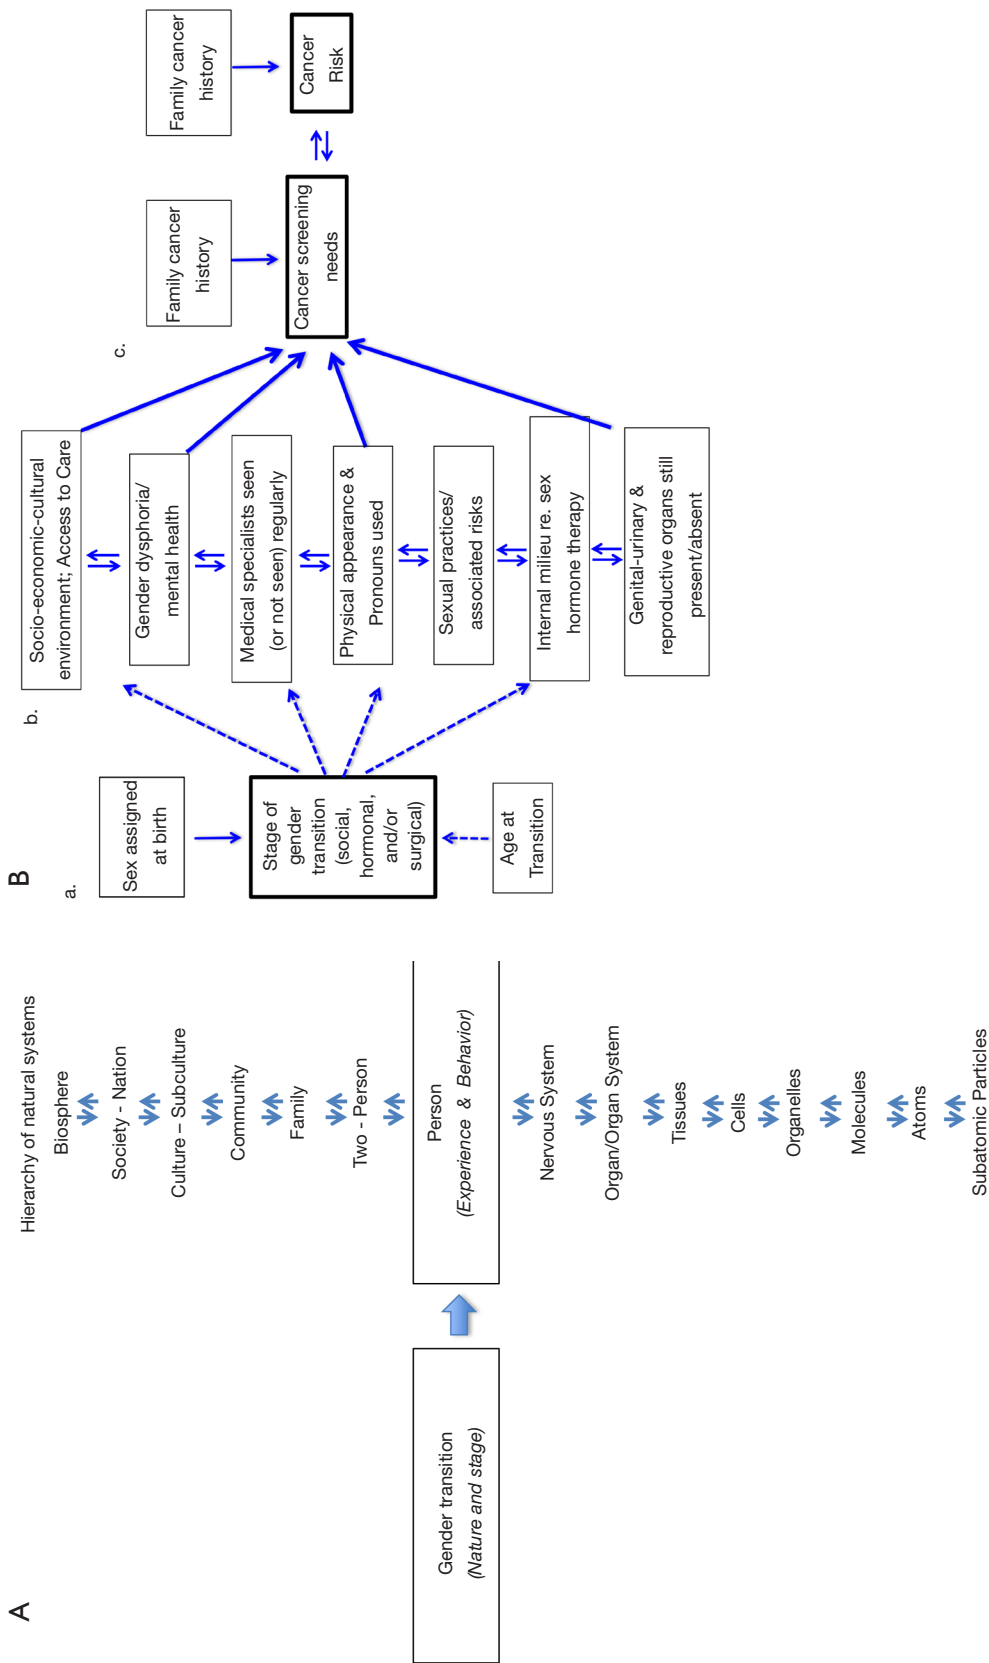 A
Hierarchy of natural systems
Biosphere
Society - Nation
Culture – Subculture
Community
Family
Two - Person
Gender transition
(Nature and stage)
Person
(Experience & Behavior)
Nervous System
Organ/Organ System
Tissues
Cells
Organelles
Molecules
Atoms
Subatomic Particles
B
a.
Sex assigned
at birth
Stage of
gender
transition
(social,
hormonal,
and/or
surgical)
Age at
Transition
b.
Socio-economic-cultural
environment; Access to Care
Gender dysphoria/
mental health
Medical specialists seen
(or not seen) regularly
Physical appearance &
Pronouns used
Sexual practices/
associated risks
Internal milieu re. sex
hormone therapy
Genital-urinary &
reproductive organs still
present/absent
c.
Family cancer
history
Cancer screening
needs
Family cancer
history
Cancer
Risk